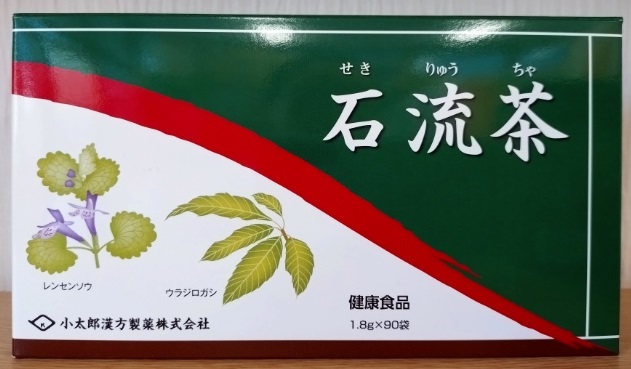 せき りゅう ちゃ
石流茶
レンセンソウ
ウラジロガシ
健康食品
1.8g×90袋
小太郎漢方製薬株式会社